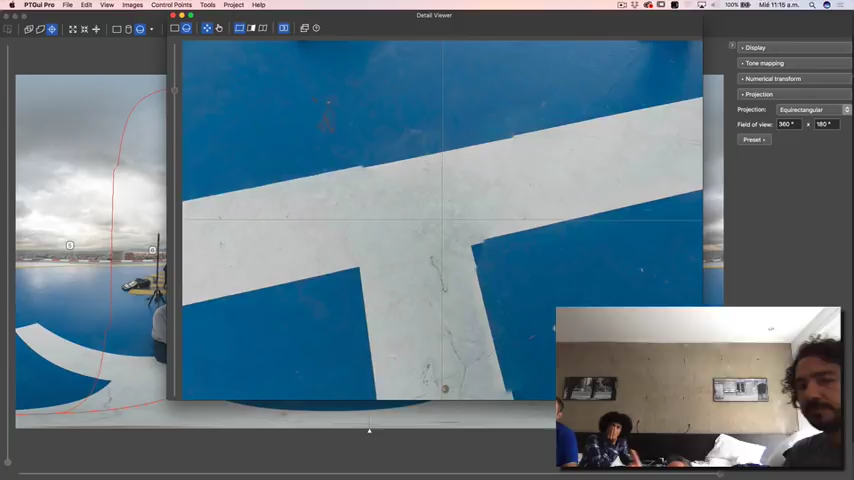 PTGui Pro File Edit View Images Control Points Tools Project Help
100% Mié 11:15 a.m.
Detail Viewer
Display
Tone mapping
Numerical transform
Projection
Projection: Equirectangular
Field of view: 360 ° x 180 °
Preset